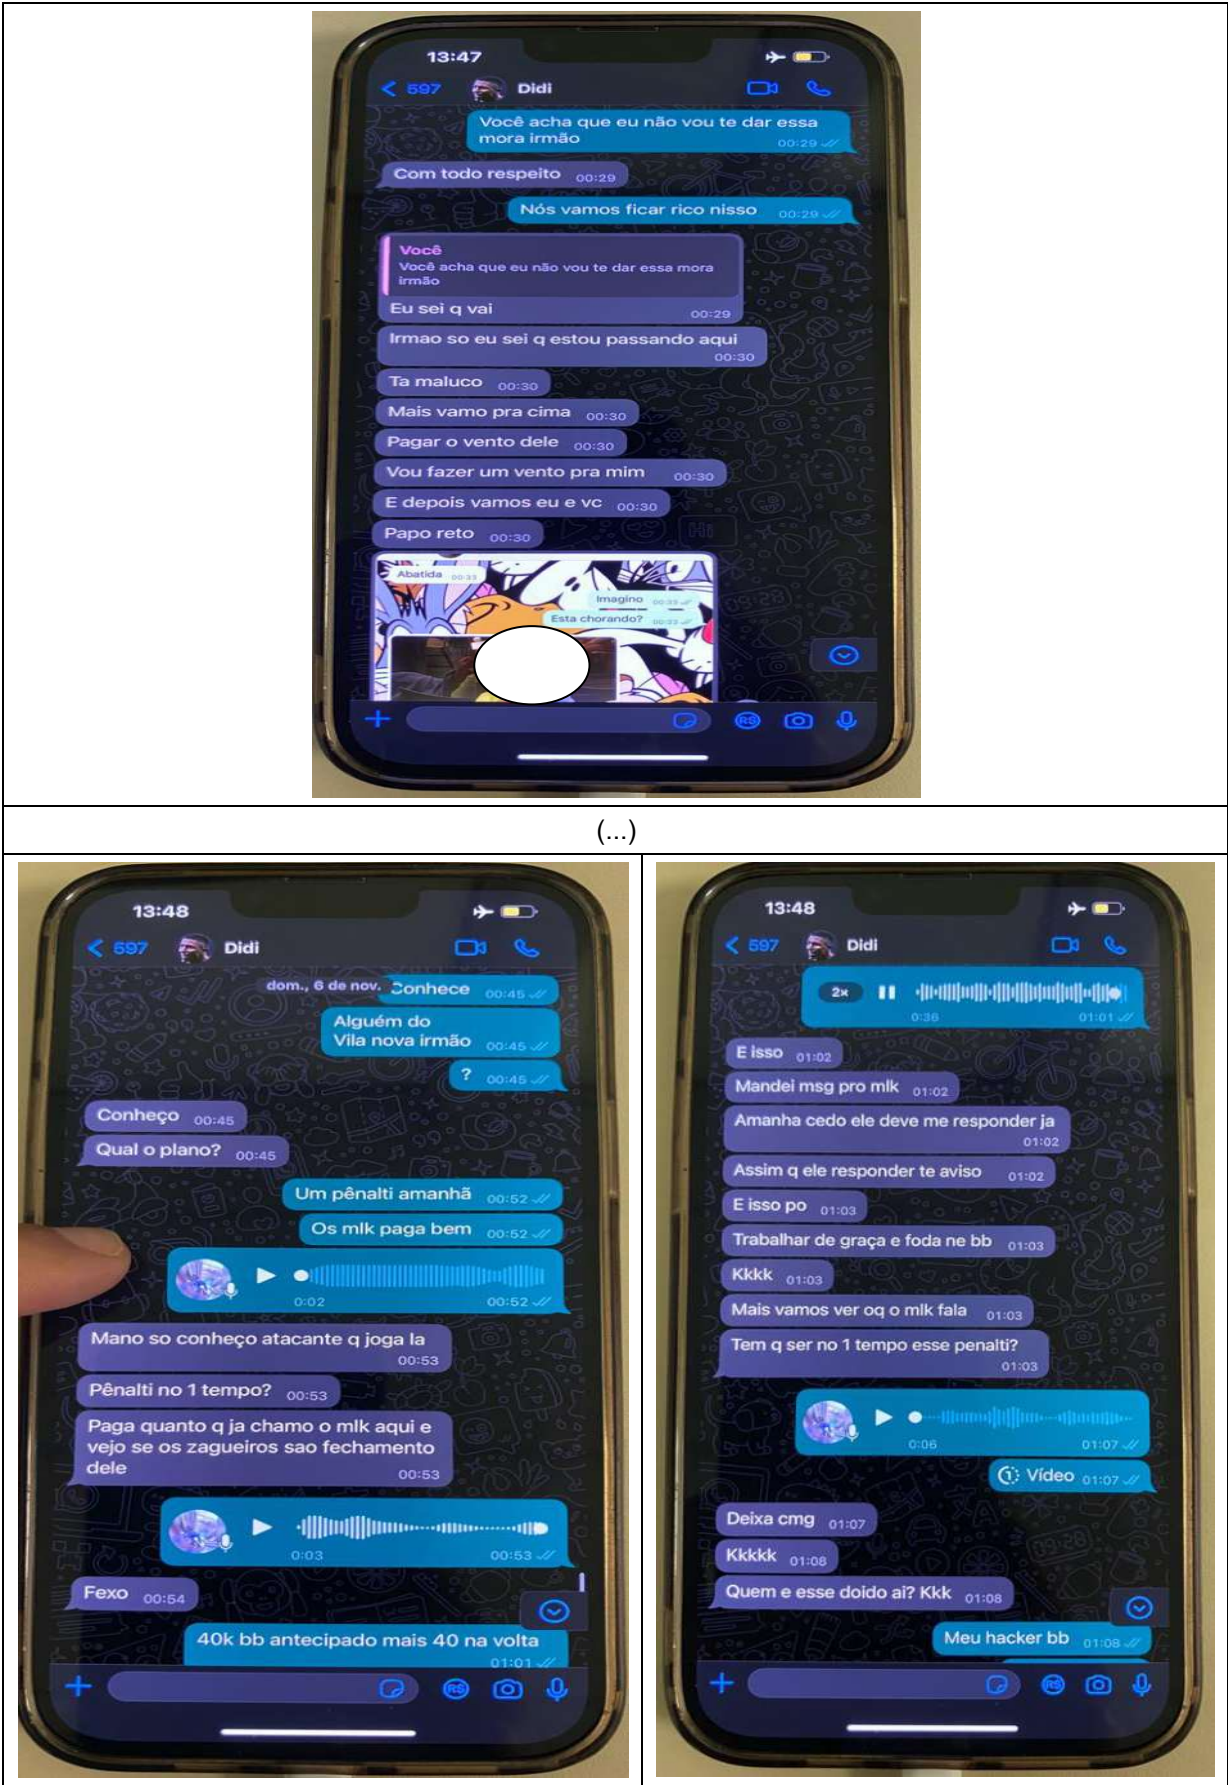 13:47
597
Didi
Você acha que eu não vou te dar essa
mora irmão
00:29
Com todo respeito 00:29
Nós vamos ficar rico nisso 00:29
Você
Você acha que eu não vou te dar essa mora
irmão
Eu sei q vai
00:29
Irmao so eu sei q estou passando aqui
00:30
Ta maluco 00:30
Mais vamo pra cima 00:30
Pagar o vento dele 00:30
Vou fazer um vento pra mim 00:30
E depois vamos eu e vc 00:30
Papo reto 00:30
Abatida 00:33
Imagino 00:33
Esta chorando? 00:33
(...)
13:48
597
Didi
dom., 6 de nov.
Conhece 00:45
Alguém do
Vila nova irmão 00:45
? 00:45
Conheço 00:45
Qual o plano? 00:45
Um pênalti amanhã 00:52
Os mlk paga bem 00:52
0:02 00:52
Mano so conheço atacante q joga la
00:53
Pênalti no 1 tempo? 00:53
Paga quanto q ja chamo o mlk aqui e
vejo se os zagueiros sao fechamento
dele 00:53
0:03 00:53
Fexo 00:54
40k bb antecipado mais 40 na volta
01:01
13:48
597
Didi
2x
0:36 01:01
E isso 01:02
Mandei msg pro mlk 01:02
Amanha cedo ele deve me responder ja
01:02
Assim q ele responder te aviso 01:02
E isso po 01:03
Trabalhar de graça e foda ne bb 01:03
Kkkk 01:03
Mais vamos ver oq o mlk fala 01:03
Tem q ser no 1 tempo esse penalti?
01:03
0:06 01:07
Vídeo 01:07
Deixa cmg 01:07
Kkkkk 01:08
Quem e esse doido ai? Kkk 01:08
Meu hacker bb 01:08